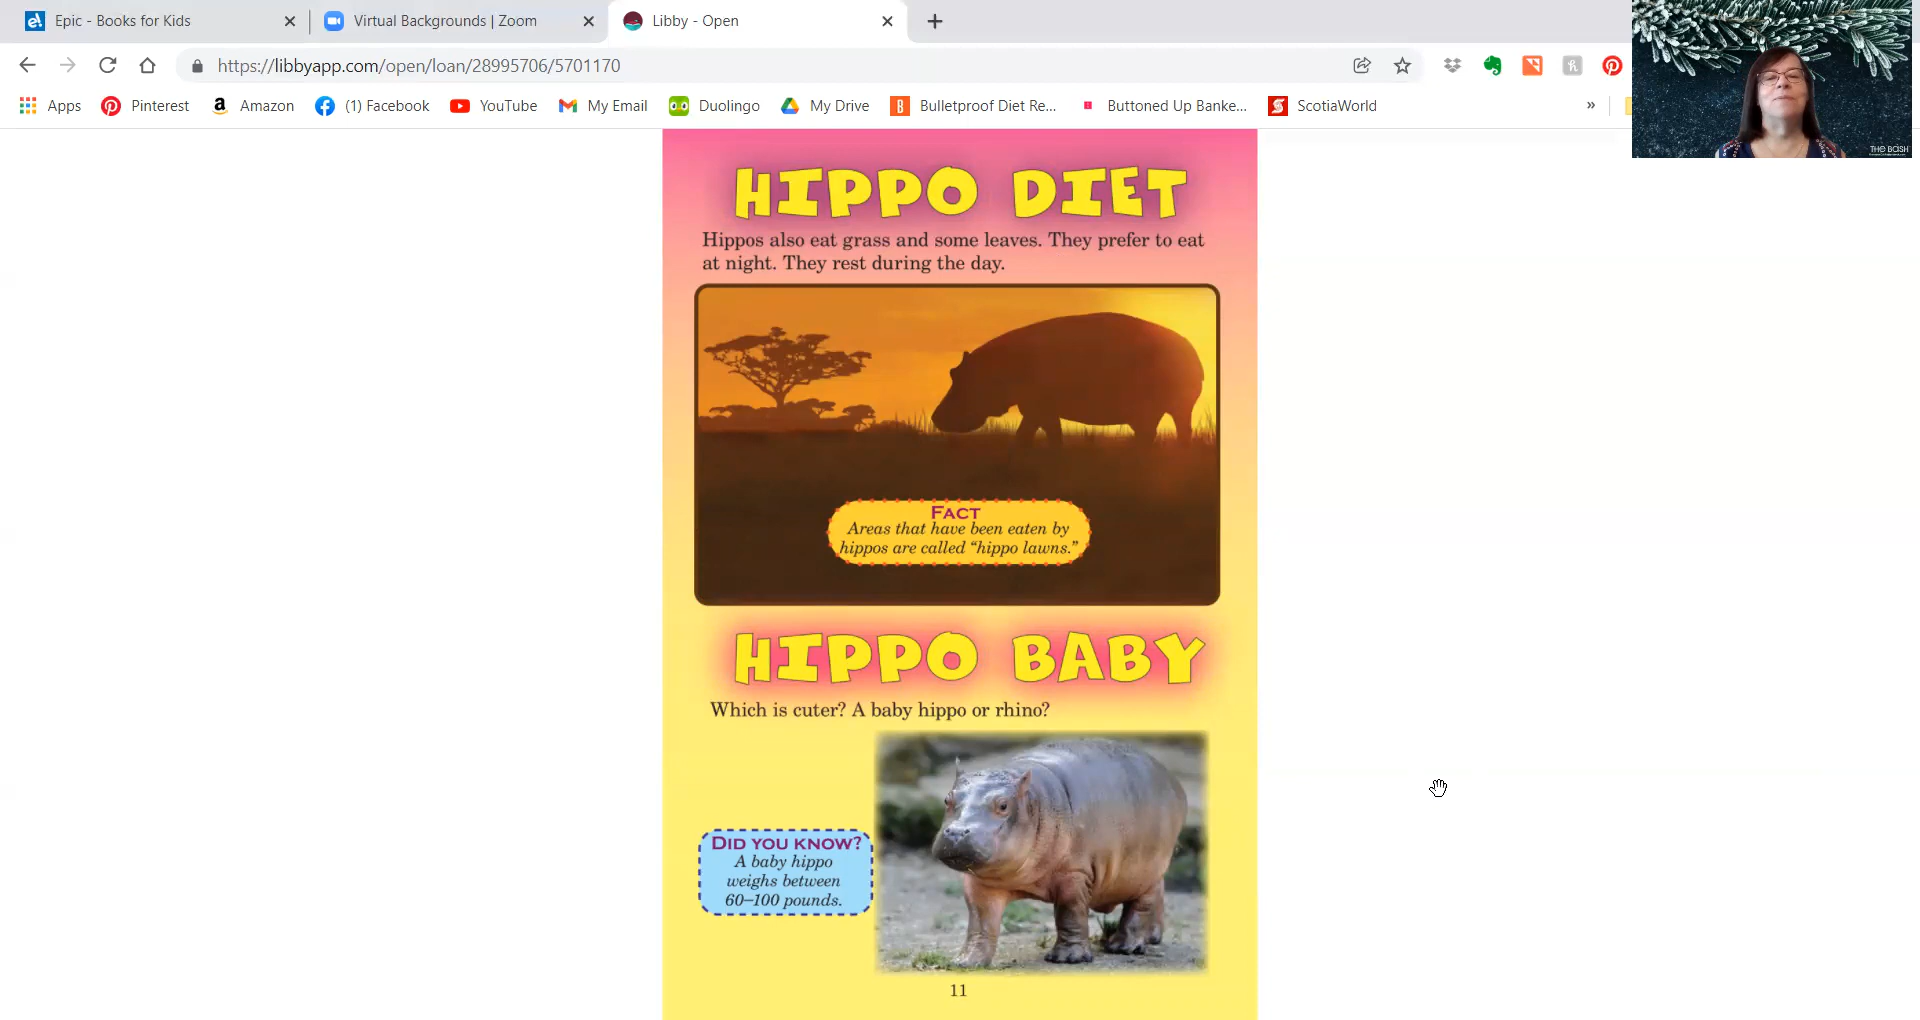 Epic - Books for Kids
Virtual Backgrounds | Zoom
Libby - Open
https://libbyapp.com/open/loan/28995706/5701170
Apps
Pinterest
Amazon
(1) Facebook
YouTube
My Email
Duolingo
My Drive
Bulletproof Diet Re...
Buttoned Up Banke...
ScotiaWorld
»
HIPPO DIET
Hippos also eat grass and some leaves. They prefer to eat
at night. They rest during the day.
FACT
Areas that have been eaten by
hippos are called “hippo lawns.”
HIPPO BABY
Which is cuter? A baby hippo or rhino?
DID YOU KNOW?
A baby hippo
weighs between
60–100 pounds.
11